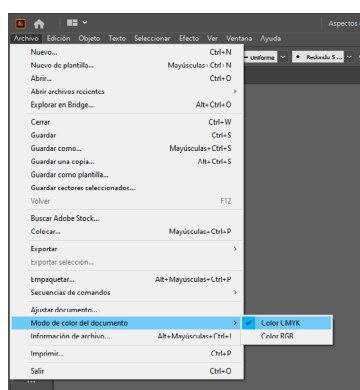 Ai
Aspectos
Archivo Edición Objeto Texto Seleccionar Efecto Ver Ventana Ayuda
Nuevo... Ctrl+N
Nuevo de plantilla... Mayúsculas+Ctrl+N
Abrir... Ctrl+O
Uniforme Redondo 5 ...
Abrir archivos recientes >
Explorar en Bridge... Alt+Ctrl+O
Cerrar Ctrl+W
Guardar Ctrl+S
Guardar como... Mayúsculas+Ctrl+S
Guardar una copia... Alt+Ctrl+S
Guardar como plantilla...
Guardar sectores seleccionados...
Volver F12
Buscar Adobe Stock...
Colocar... Mayúsculas+Ctrl+P
Exportar >
Exportar selección...
Empaquetar... Alt+Mayúsculas+Ctrl+P
Secuencias de comandos >
Ajustar documento...
Modo de color del documento > ✓ Color CMYK
Información de archivo... Alt+Mayúsculas+Ctrl+I Color RGB
Imprimir... Ctrl+P
Salir Ctrl+Q